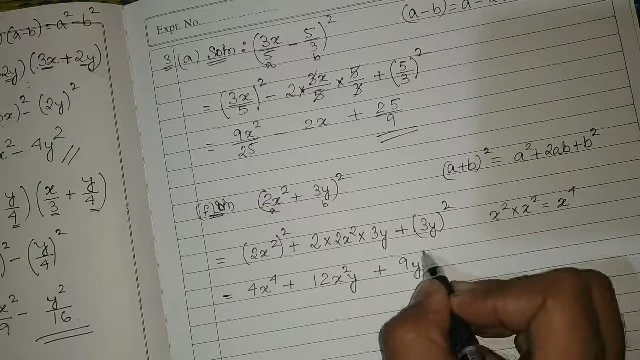 (a-b) = a² - b²
2y) (3x + 2y)
x)² - (2y)²
x² - 4y² //
y/4) (x/3 + y/4)
)² - (y/4)²
x²/9 - y²/16
Expt. No.
(a-b)² = a²
3 (a) Soln : (3x/5 - 5/3)²
a b
= (3x/5)² - 2 × 3x/5 × 5/3 + (5/3)²
= 9x²/25 - 2x + 25/9
(a+b)² = a² + 2ab + b²
(f) Soln (2x² + 3y)²
a b
= (2x²)² + 2 × 2x² × 3y + (3y)²
x² × x² = x⁴
= 4x⁴ + 12x²y + 9y